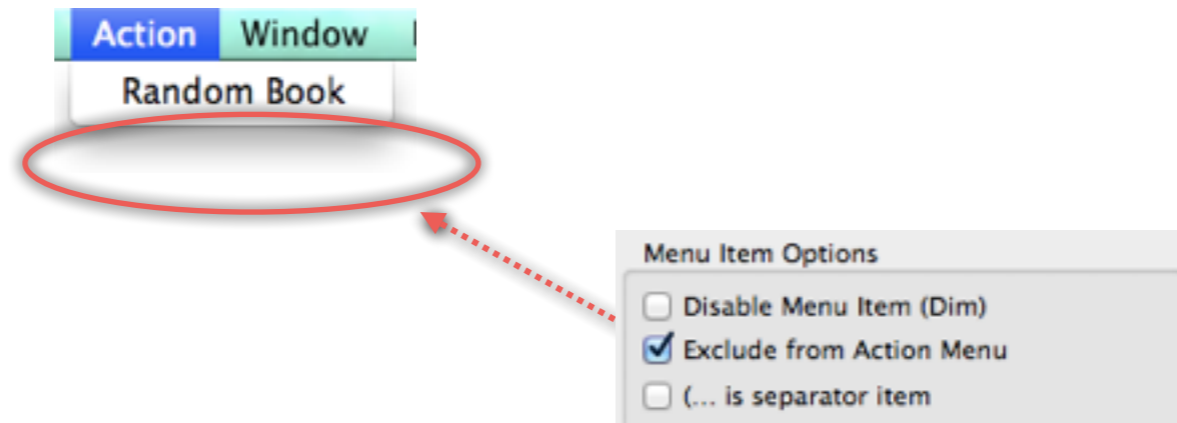 Action Window
Random Book
Menu Item Options
Disable Menu Item (Dim)
Exclude from Action Menu
(... is separator item